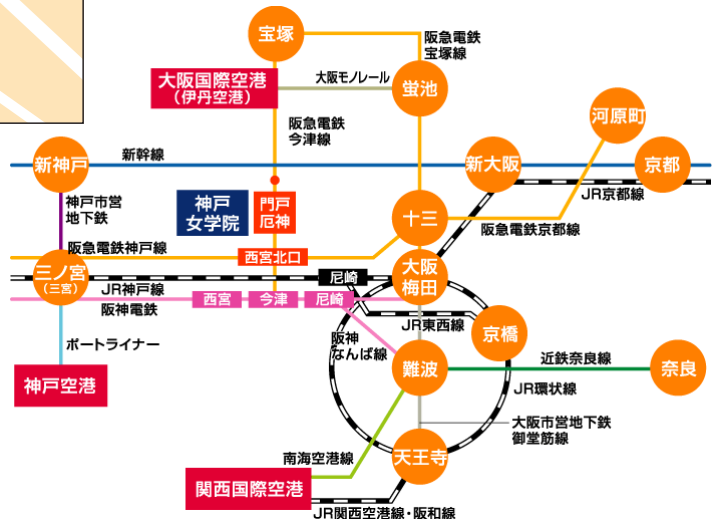 宝塚
阪急電鉄
宝塚線
大阪国際空港
（伊丹空港）
大阪モノレール
蛍池
阪急電鉄
今津線
河原町
新神戸
新幹線
新大阪
京都
JR京都線
神戸市営
地下鉄
神戸
女学院
門戸
厄神
十三
阪急電鉄京都線
阪急電鉄神戸線
西宮北口
三ノ宮
（三宮）
尼崎
大阪
梅田
JR神戸線
阪神電鉄
西宮
今津
尼崎
JR東西線
京橋
ポートライナー
阪神
なんば線
難波
近鉄奈良線
奈良
神戸空港
JR環状線
大阪市営地下鉄
御堂筋線
南海空港線
天王寺
関西国際空港
JR関西空港線・阪和線